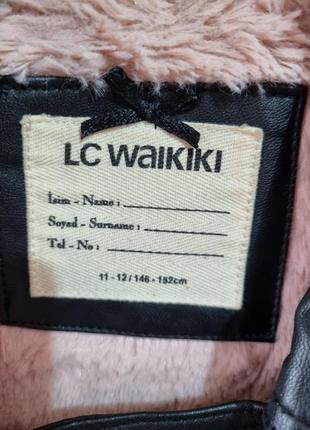 LC WAIKIKI
İsim - Name :
Soyad - Surname :
Tel - No :
11 - 12 / 146 - 152cm